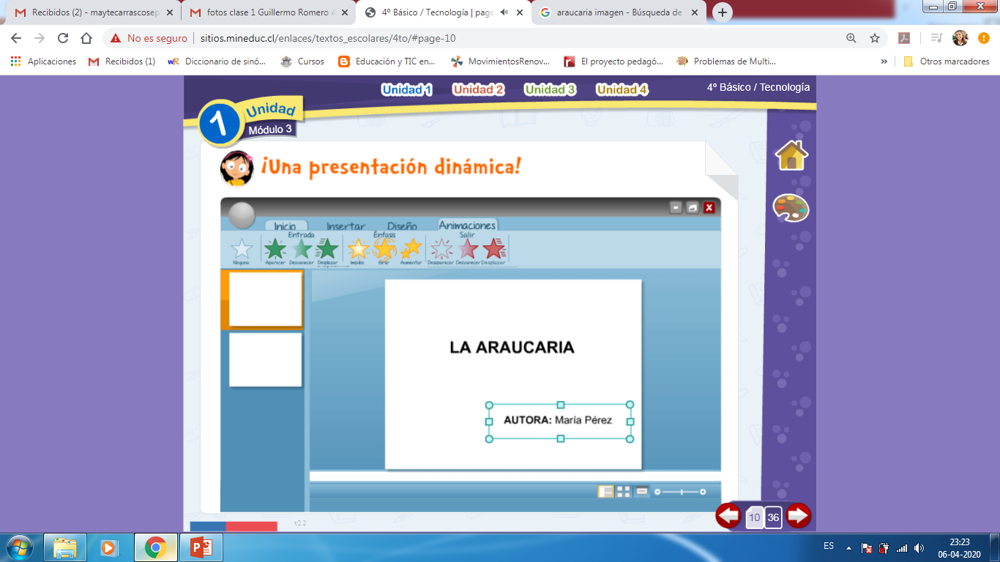 Recibidos (2) - maytecarrascosep
fotos clase 1 Guillermo Romero A
4º Básico / Tecnología | page
araucaria imagen - Búsqueda de
No es seguro | sitios.mineduc.cl/enlaces/textos_escolares/4to/#page-10
Aplicaciones
Recibidos (1)
Diccionario de sinó...
Cursos
Educación y TIC en...
MovimientosRenov...
El proyecto pedagó...
Problemas de Multi...
»
Otros marcadores
Unidad 1
Unidad 2
Unidad 3
Unidad 4
4º Básico / Tecnología
1
Unidad
Módulo 3
¡Una presentación dinámica!
Inicio
Insertar
Diseño
Animaciones
Entrada
Énfasis
Salir
Ninguna
Aparecer
Desvanecer
Desplazar
Impulso
Girar
Aumentar
Desaparecer
Desvanecer
Desplazar
LA ARAUCARIA
AUTORA: María Pérez
10
36
v2.2
ES
23:23
06-04-2020